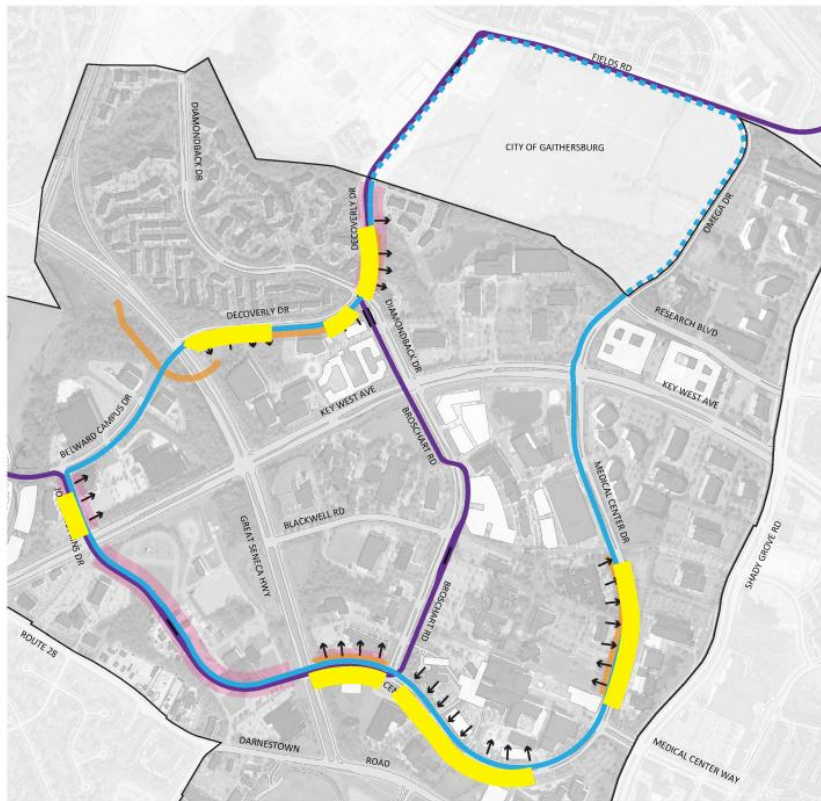 FIELDS RD
DIAMONDBACK DR
CITY OF GAITHERSBURG
DECOVERLY DR
OMEGA DR
DECOVERLY DR
DIAMONDBACK DR
RESEARCH BLVD
KEY WEST AVE
KEY WEST AVE
BELWARD CAMPUS DR
BROSCHART RD
MEDICAL CENTER DR
GREAT SENECA HWY
BLACKWELL RD
SHADY GROVE RD
DR
BROSCHART RD
ROUTE 28
MEDICAL CENTER WAY
DARNESTOWN
ROAD